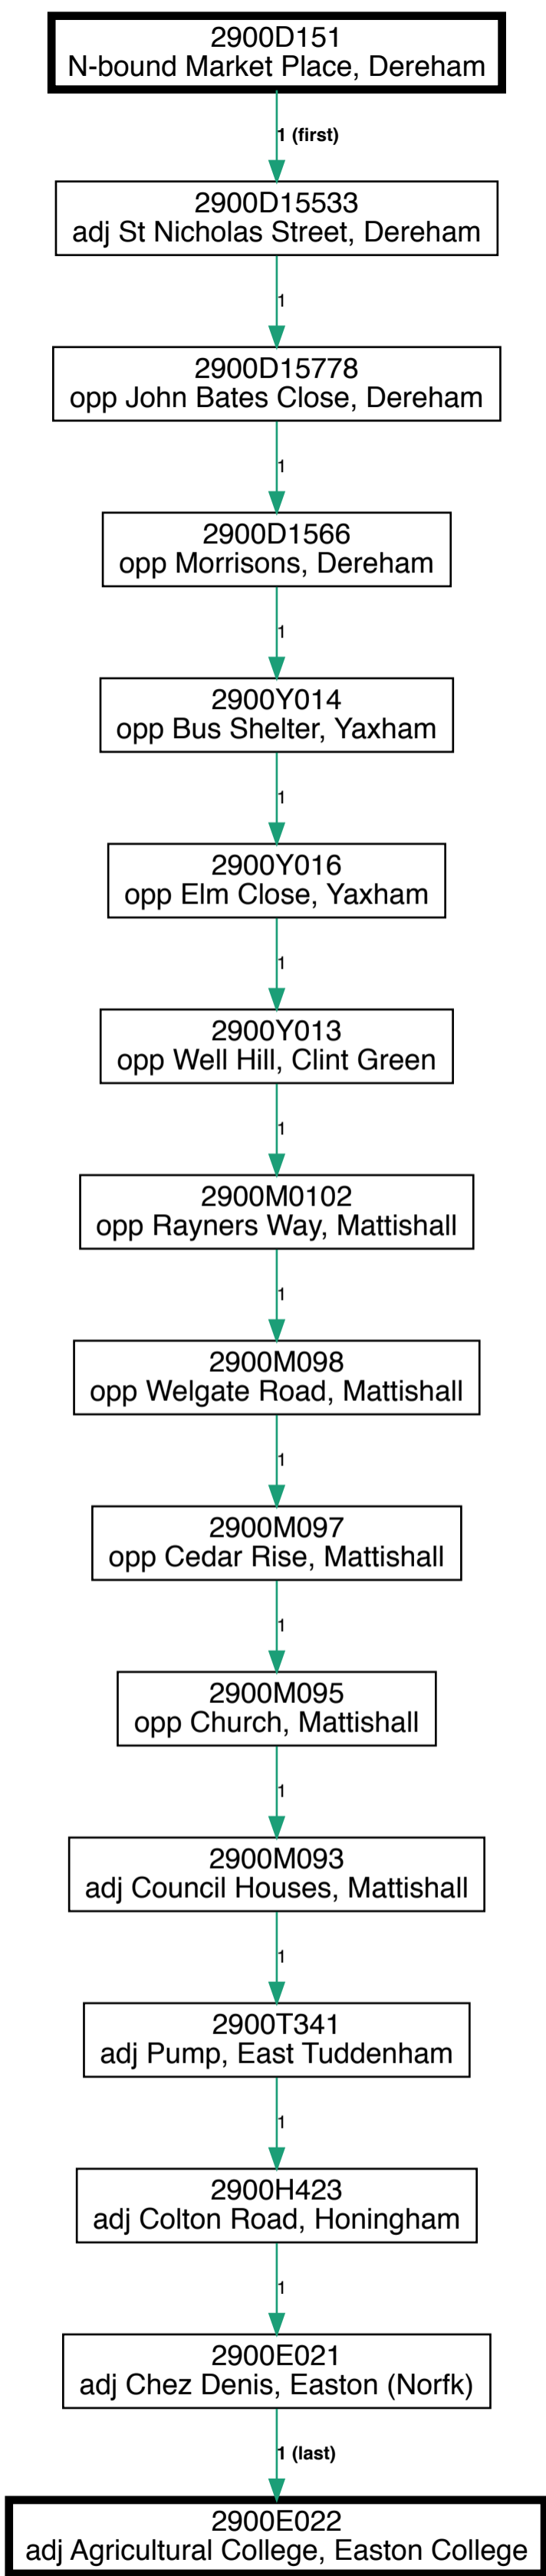 2900D151
N-bound Market Place, Dereham
1 (first)
2900D15533
adj St Nicholas Street, Dereham
1
2900D15778
opp John Bates Close, Dereham
1
2900D1566
opp Morrisons, Dereham
1
2900Y014
opp Bus Shelter, Yaxham
1
2900Y016
opp Elm Close, Yaxham
1
2900Y013
opp Well Hill, Clint Green
1
2900M0102
opp Rayners Way, Mattishall
1
2900M098
opp Welgate Road, Mattishall
1
2900M097
opp Cedar Rise, Mattishall
1
2900M095
opp Church, Mattishall
1
2900M093
adj Council Houses, Mattishall
1
2900T341
adj Pump, East Tuddenham
1
2900H423
adj Colton Road, Honingham
1
2900E021
adj Chez Denis, Easton (Norfk)
1 (last)
2900E022
adj Agricultural College, Easton College